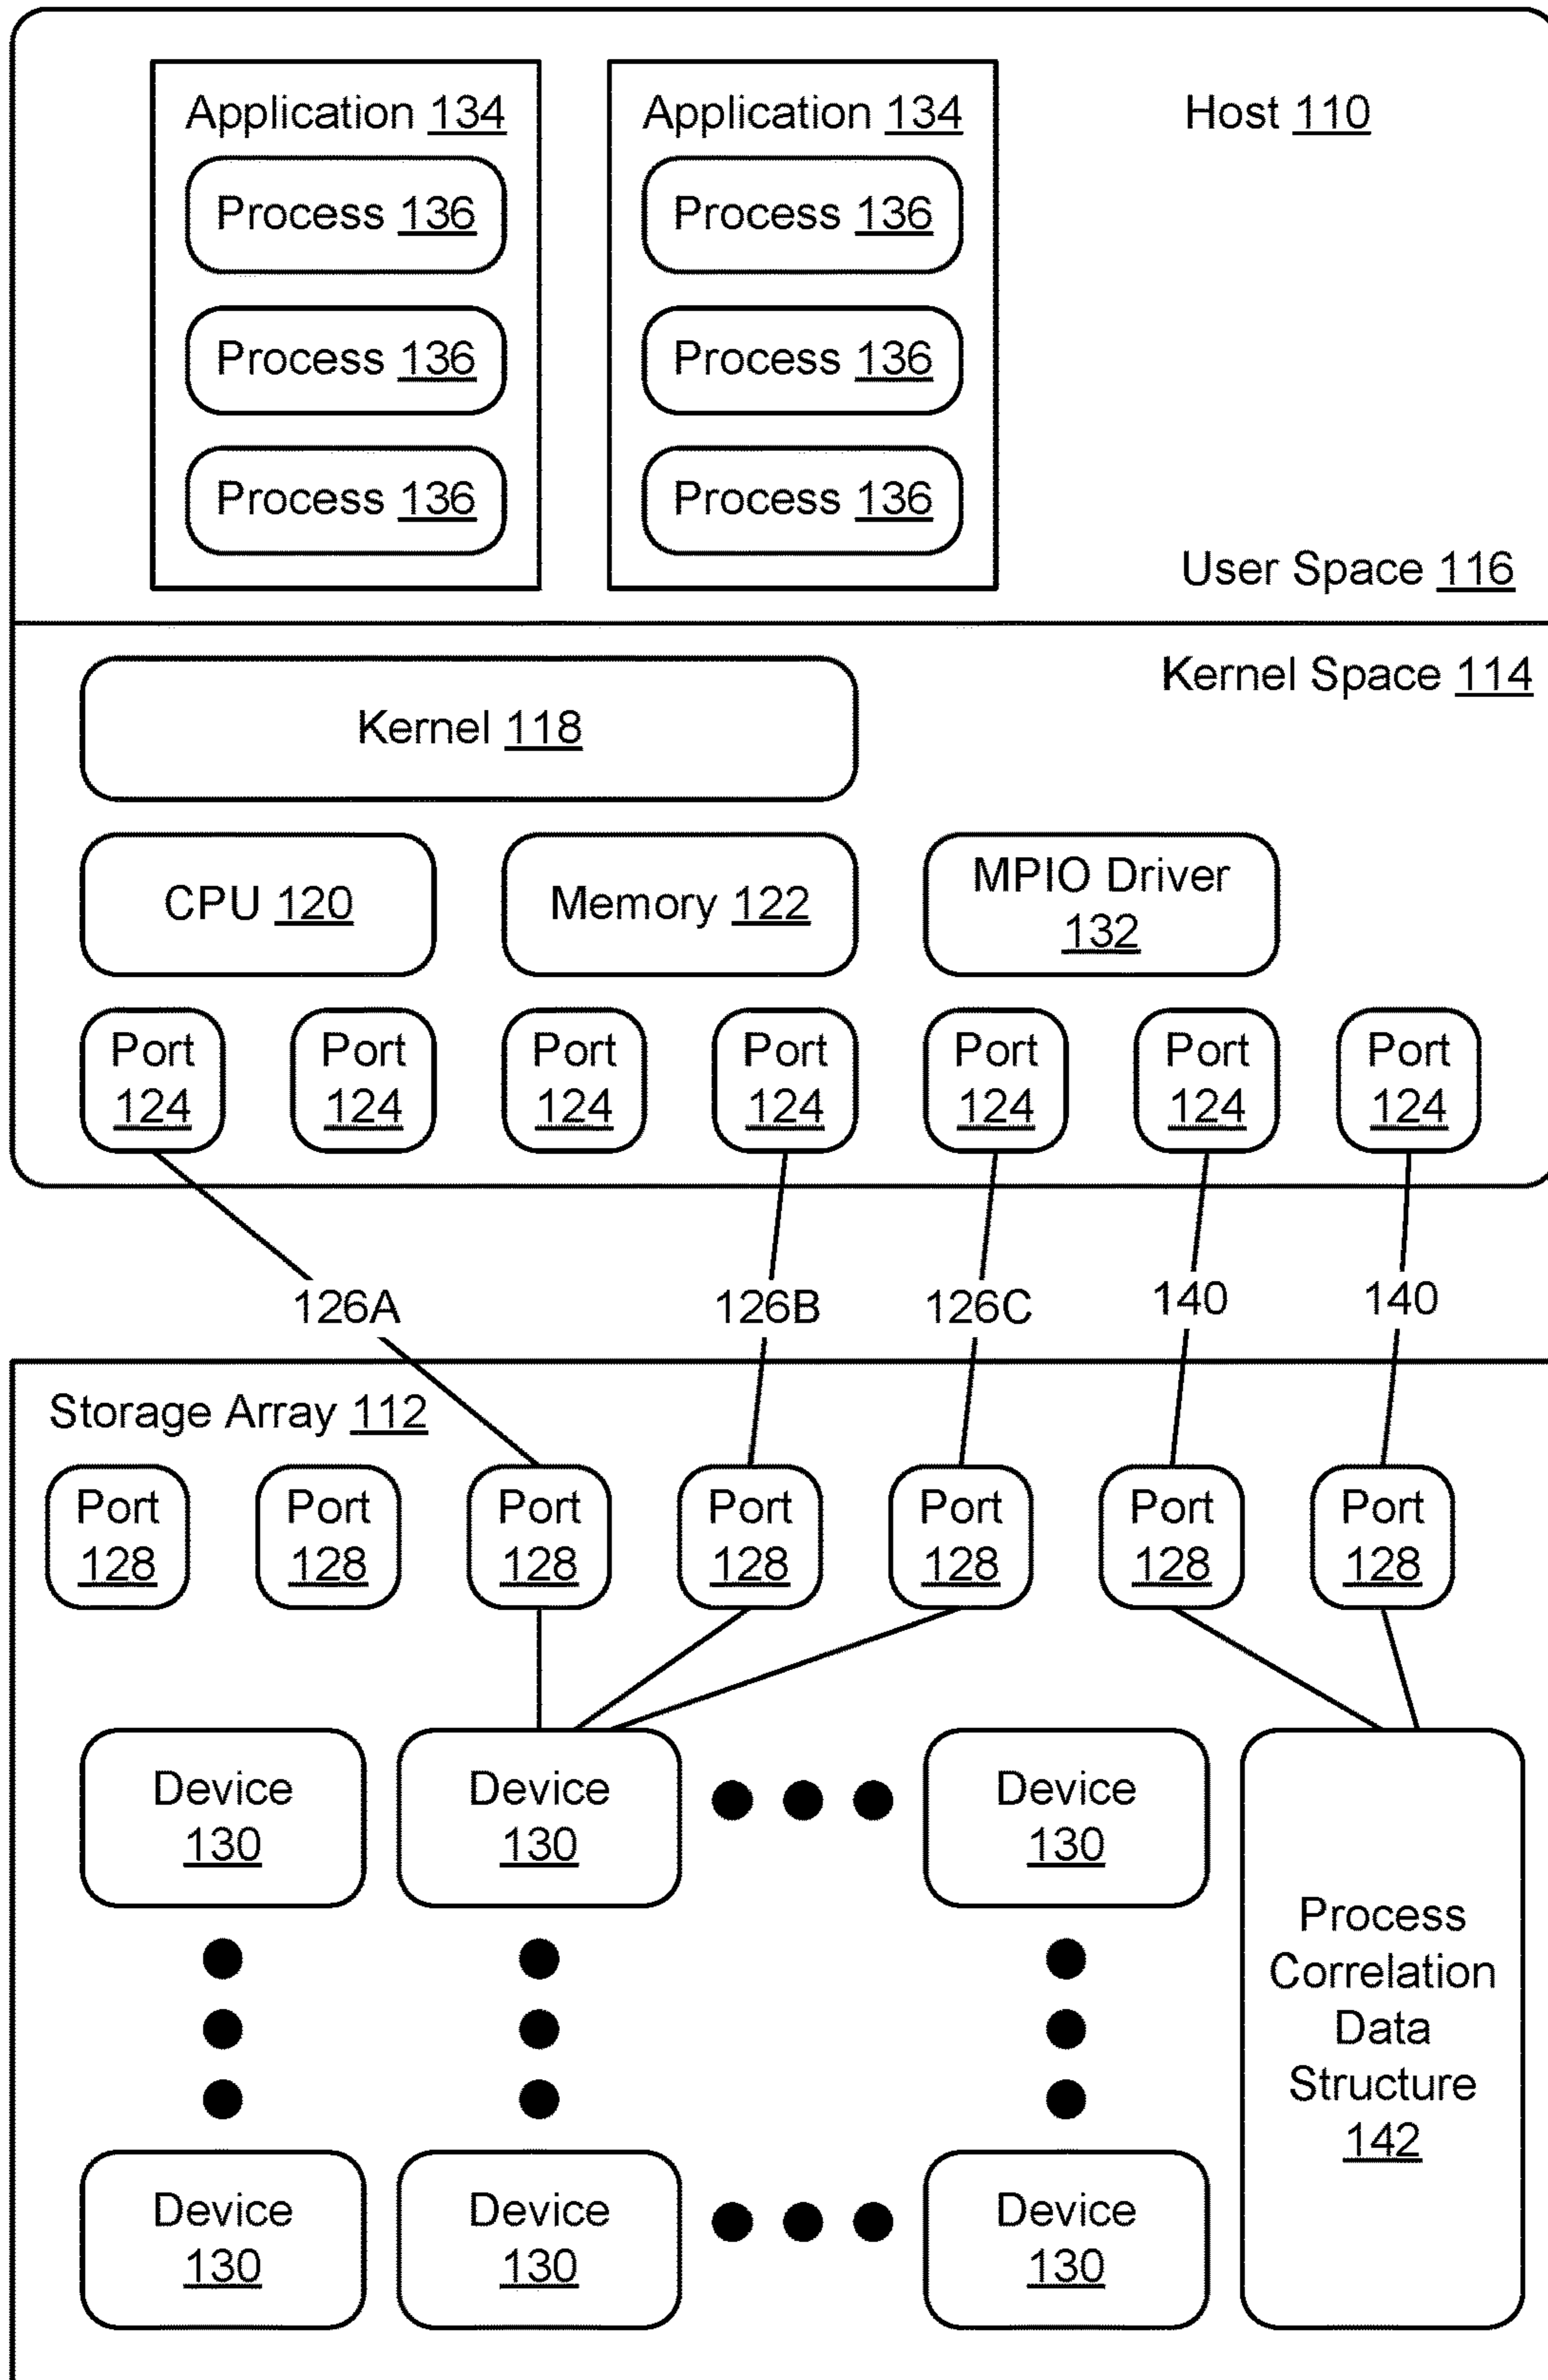 Application 134
Application 134
Host 110
Process 136
Process 136
Process 136
Process 136
Process 136
Process 136
User Space 116
Kernel Space 114
Kernel 118
CPU 120
Memory 122
MPIO Driver
132
Port
124
Port
124
Port
124
Port
124
Port
124
Port
124
Port
124
126A
126B
126C
140
140
Storage Array 112
Port
128
Port
128
Port
128
Port
128
Port
128
Port
128
Port
128
Device
130
Device
130
Device
130
Process
Correlation
Data
Structure
142
Device
130
Device
130
Device
130